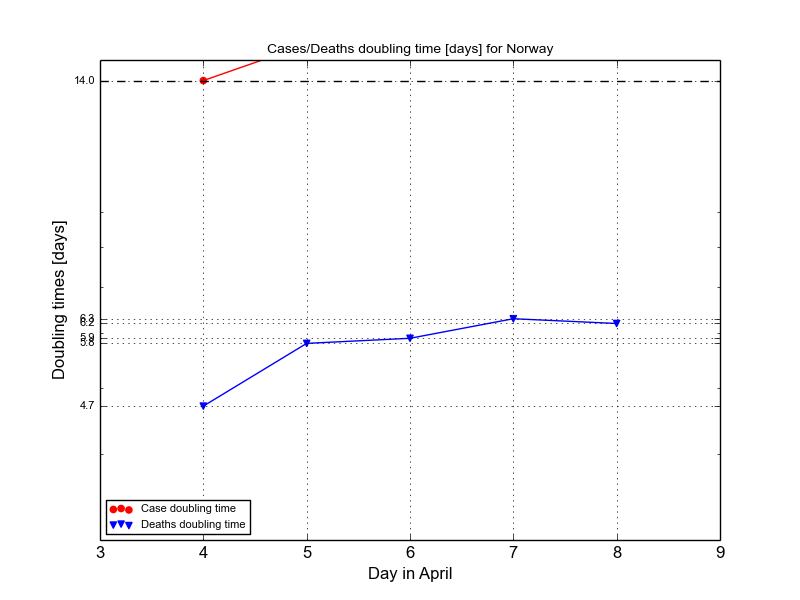 Cases/Deaths doubling time [days] for Norway
14.0
Doubling times [days]
6.3
6.2
5.9
5.8
4.7
Case doubling time
Deaths doubling time
3 4 5 6 7 8 9
Day in April